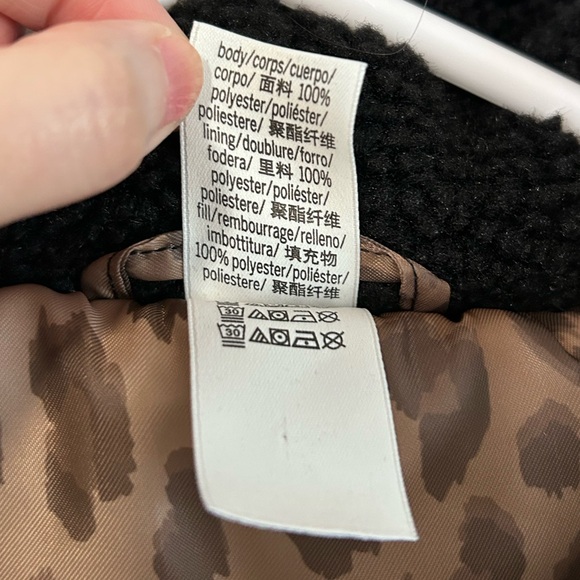 body/corps/cuerpo/
corpo/ 面料 100%
polyester/poliéster/
poliestere/ 聚酯纤维
lining/doublure/forro/
fodera/ 里料 100%
polyester/poliéster/
poliestere/ 聚酯纤维
fill/rembourrage/relleno/
imbottitura/ 填充物
100% polyester/poliéster/
poliestere/ 聚酯纤维
30
30